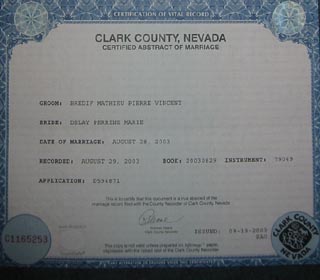 CERTIFICATION OF VITAL RECORD
CLARK COUNTY, NEVADA
CERTIFIED ABSTRACT OF MARRIAGE
GROOM: BREDIF MATHIEU PIERRE VINCENT
BRIDE: DELAY PERRINE MARIE
DATE OF MARRIAGE: AUGUST 28, 2003
RECORDED: AUGUST 29, 2003 BOOK: 20030829 INSTRUMENT: 79049
APPLICATION: D594871
This is to certify that this document is a true abstract of the
marriage record filed with the County Recorder of Clark County Nevada
ISSUED: 09-19-2003
C1165253
CLARK COUNTY
NEVADA